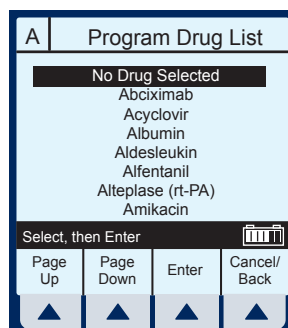 A Program Drug List
No Drug Selected
Abciximab
Acyclovir
Albumin
Aldesleukin
Alfentanil
Alteplase (rt-PA)
Amikacin
Select, then Enter
Page Up
Page Down
Enter
Cancel/ Back